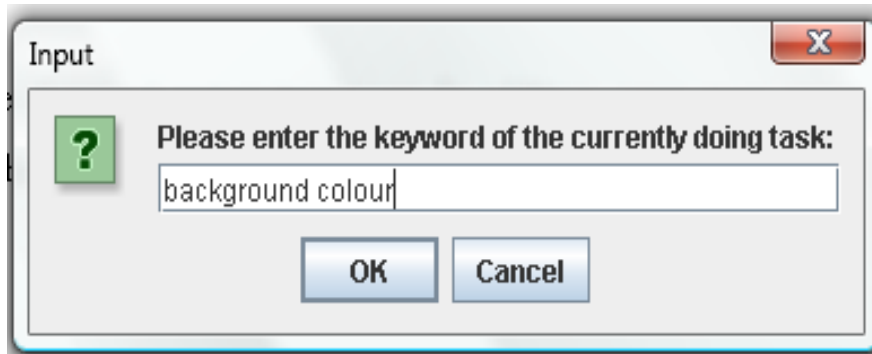 Input
X
Please enter the keyword of the currently doing task:
?
background colour
OK Cancel